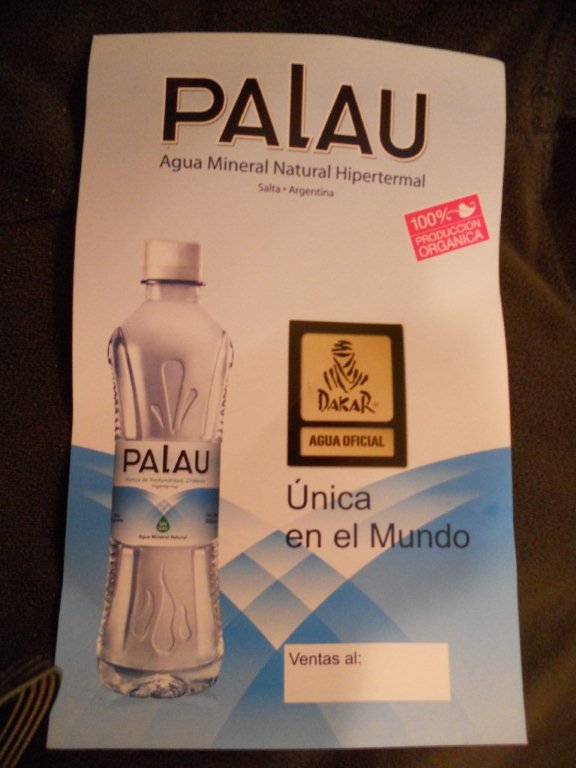 PALAU
Agua Mineral Natural Hipertermal
Salta • Argentina
100%
PRODUCCION
ORGANICA
DAKAR
AGUA OFICIAL
PALAU
Hipertermal
Agua Mineral Natural
Única
en el Mundo
Ventas al: